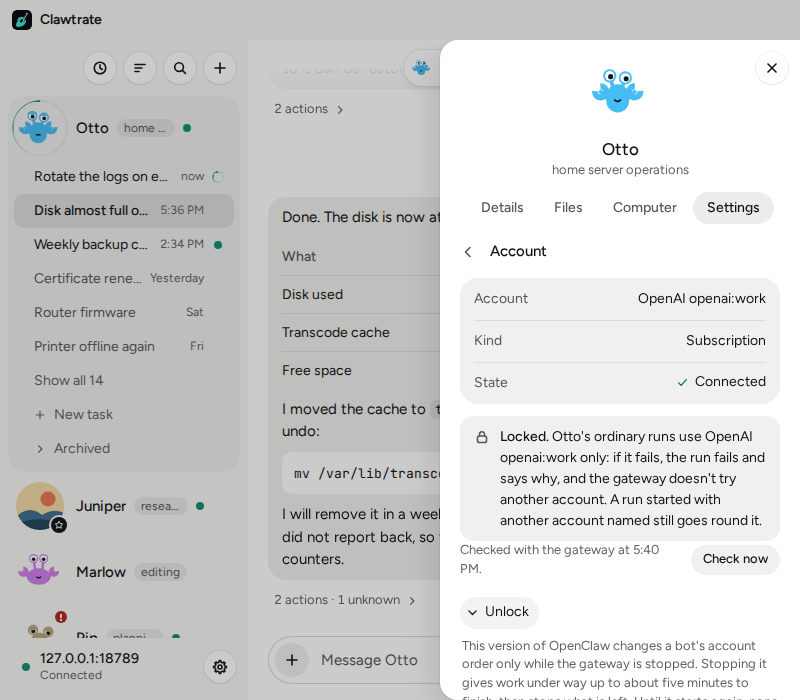 Clawtrate
Otto
home ...
Rotate the logs on e... now
Disk almost full o... 5:36 PM
Weekly backup c... 2:34 PM
Certificate rene... Yesterday
Router firmware Sat
Printer offline again Fri
Show all 14
New task
Archived
Juniper resea...
Marlow editing
Pip planni...
127.0.0.1:18789
Connected
2 actions
Done. The disk is now at
What
Disk used
Transcode cache
Free space
I moved the cache to
undo:
mv /var/lib/transc
I will remove it in a wee
did not report back, so
counters.
2 actions · 1 unknown
Message Otto
Otto
home server operations
Details Files Computer Settings
Account
Account OpenAI openai:work
Kind Subscription
State Connected
Locked. Otto's ordinary runs use OpenAI
openai:work only: if it fails, the run fails and
says why, and the gateway doesn't try
another account. A run started with
another account named still goes round it.
Checked with the gateway at 5:40
PM.
Check now
Unlock
This version of OpenClaw changes a bot's account
order only while the gateway is stopped. Stopping it
gives work under way up to about five minutes to